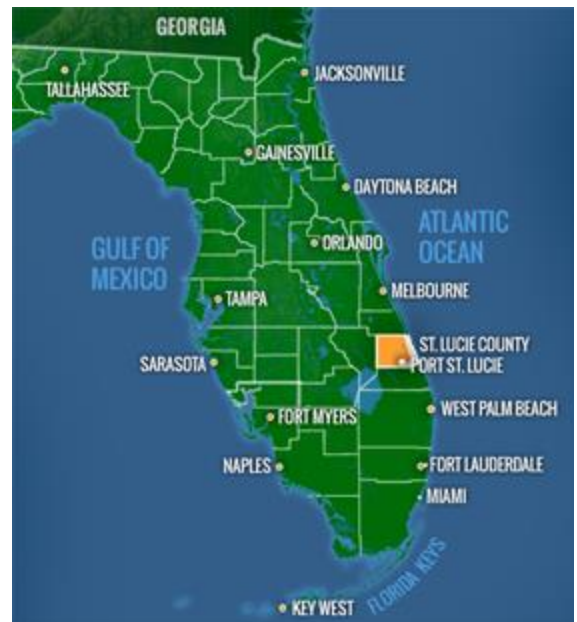 GEORGIA
JACKSONVILLE
TALLAHASSEE
GAINESVILLE
DAYTONA BEACH
ATLANTIC
OCEAN
GULF OF
MEXICO
ORLANDO
MELBOURNE
TAMPA
ST. LUCIE COUNTY
PORT ST. LUCIE
SARASOTA
WEST PALM BEACH
FORT MYERS
NAPLES
FORT LAUDERDALE
MIAMI
FLORIDA KEYS
KEY WEST